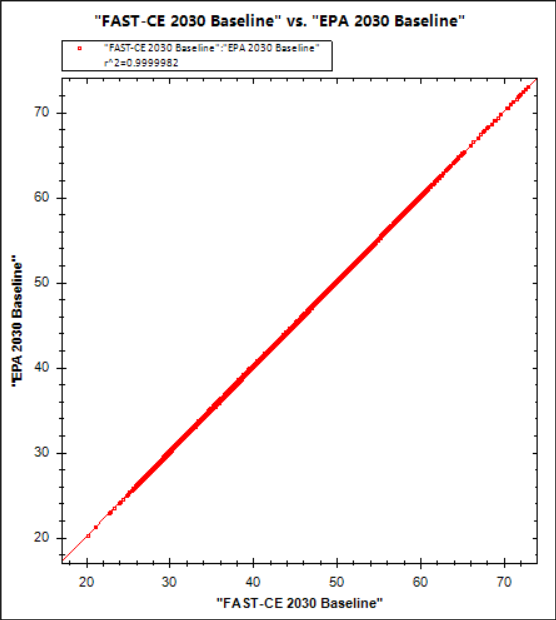 "FAST-CE 2030 Baseline" vs. "EPA 2030 Baseline"
"FAST-CE 2030 Baseline":"EPA 2030 Baseline"
r^2=0.9999982
70
60
50
40
30
20
"EPA 2030 Baseline"
20 30 40 50 60 70
"FAST-CE 2030 Baseline"